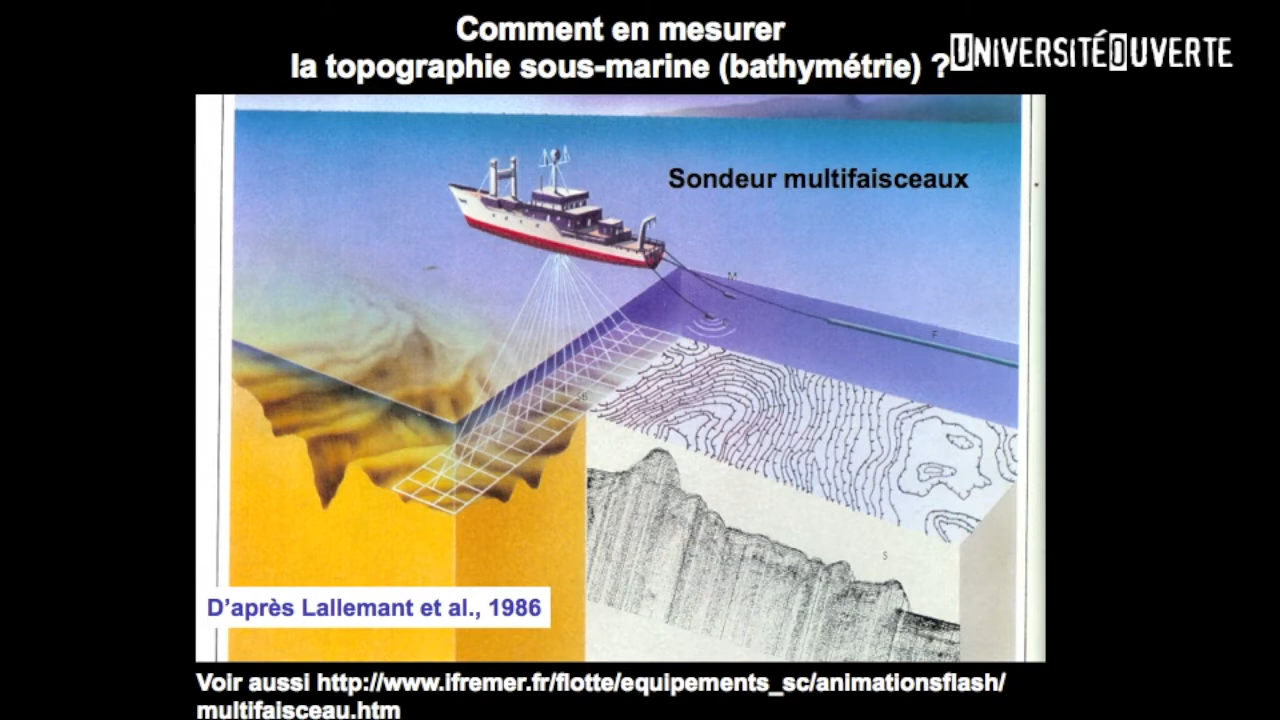 Comment en mesurer
la topographie sous-marine (bathymétrie) ?
UNIVERSITÉOUVERTE
Sondeur multifaisceaux
M
F
SB
S
D'après Lallemant et al., 1986
Voir aussi http://www.ifremer.fr/flotte/equipements_sc/animationsflash/
multifaisceau.htm